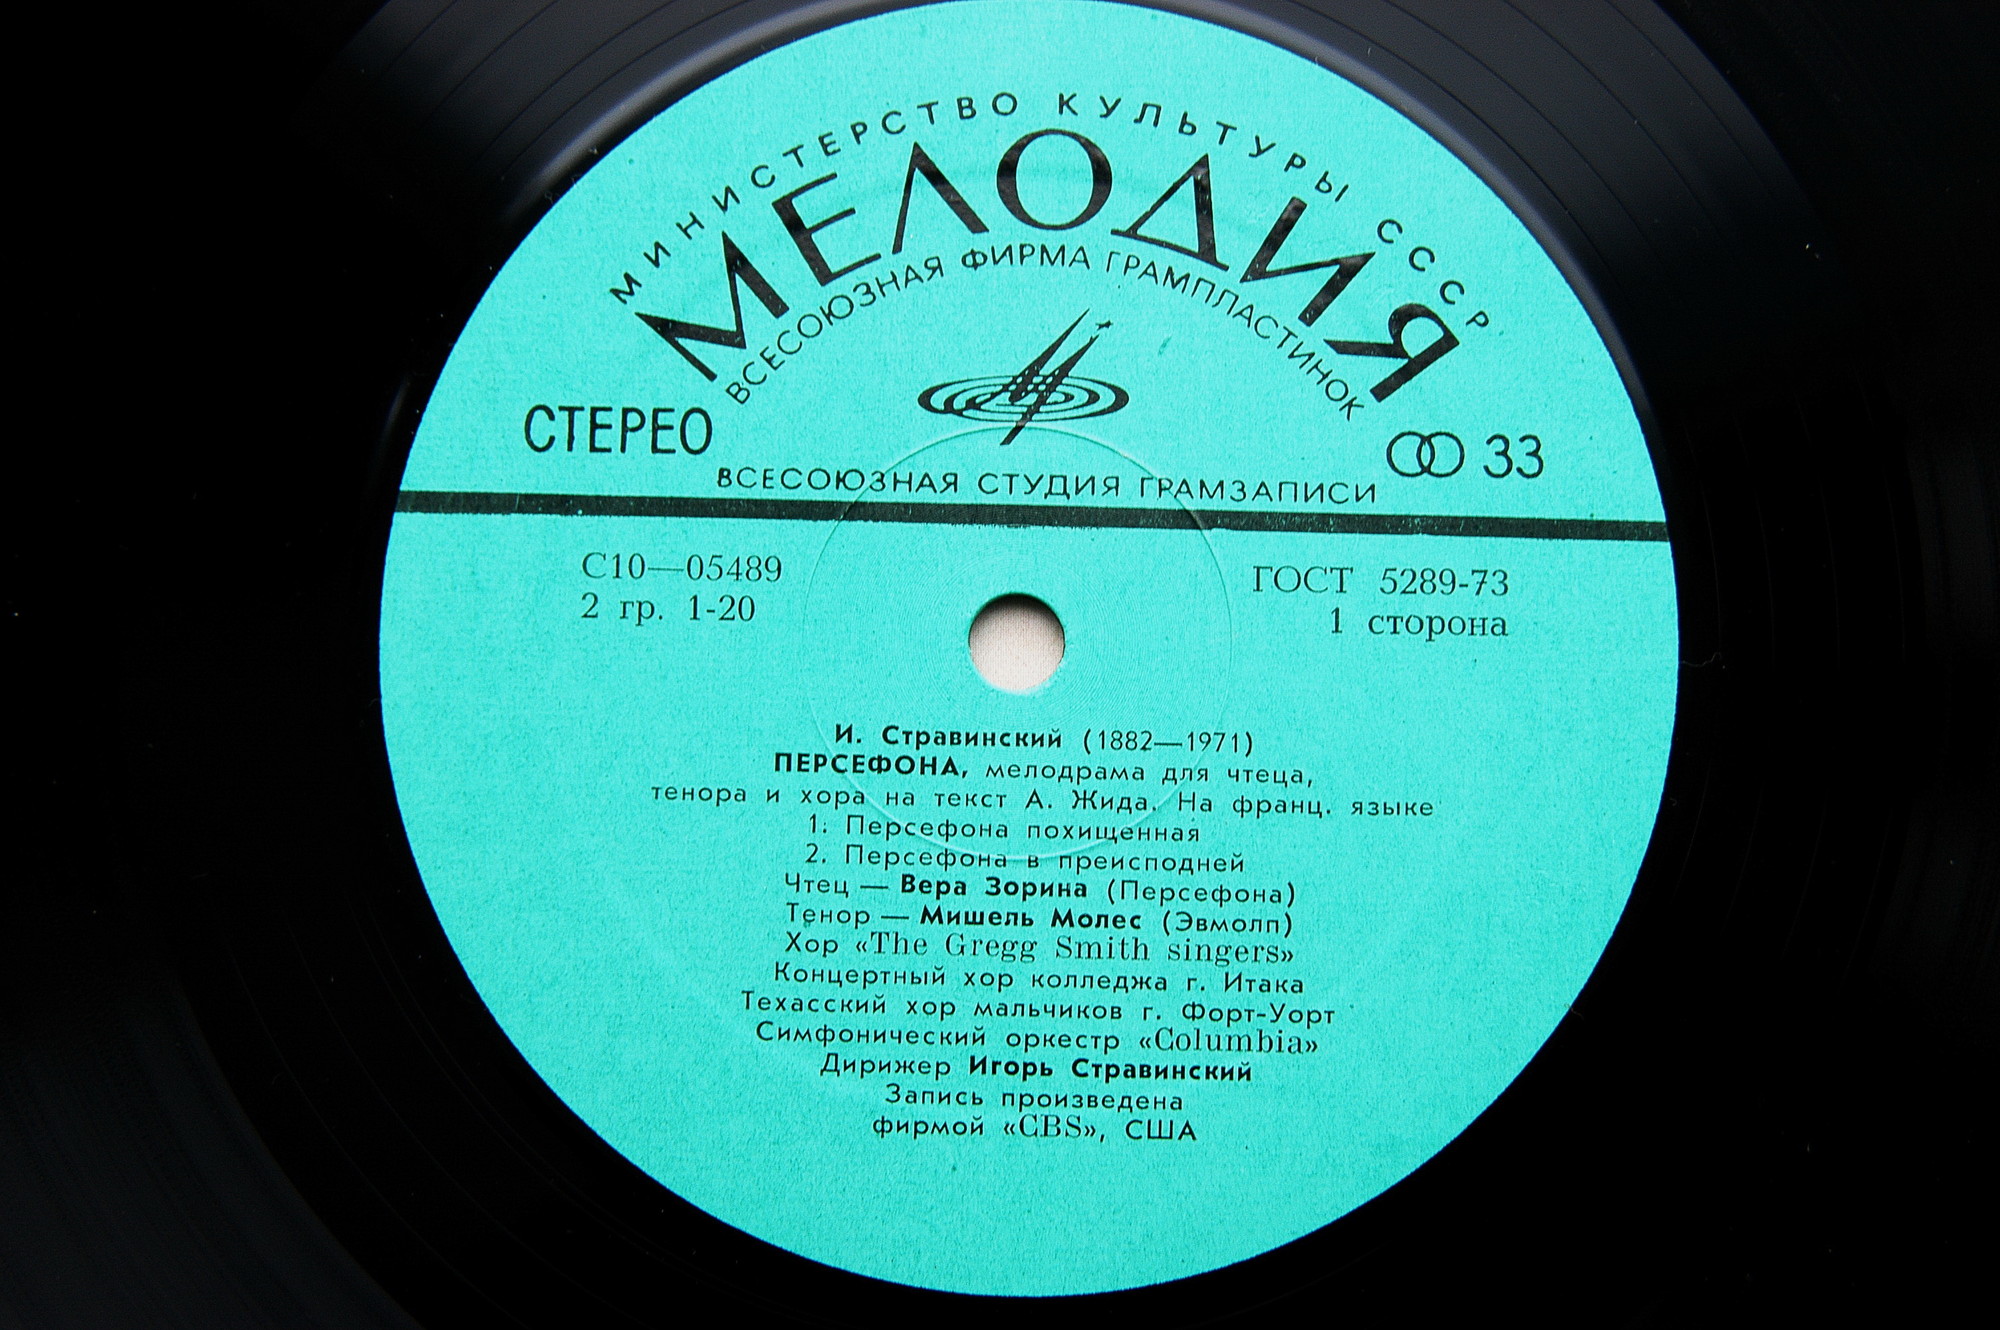 МИНИСТЕРСТВО КУЛЬТУРЫ СССР
МЕЛОДИЯ
ВСЕСОЮЗНАЯ ФИРМА ГРАМПЛАСТИНОК
СТЕРЕО
33
ВСЕСОЮЗНАЯ СТУДИЯ ГРАМЗАПИСИ
С10—05489
2 гр. 1-20
ГОСТ 5289-73
1 сторона
И. Стравинский (1882—1971)
ПЕРСЕФОНА, мелодрама для чтеца,
тенора и хора на текст А. Жида. На франц. языке
1. Персефона похищенная
2. Персефона в преисподней
Чтец — Вера Зорина (Персефона)
Тенор — Мишель Молес (Эвмолп)
Хор «The Gregg Smith singers»
Концертный хор колледжа г. Итака
Техасский хор мальчиков г. Форт-Уорт
Симфонический оркестр «Columbia»
Дирижер Игорь Стравинский
Запись произведена
фирмой «CBS», США